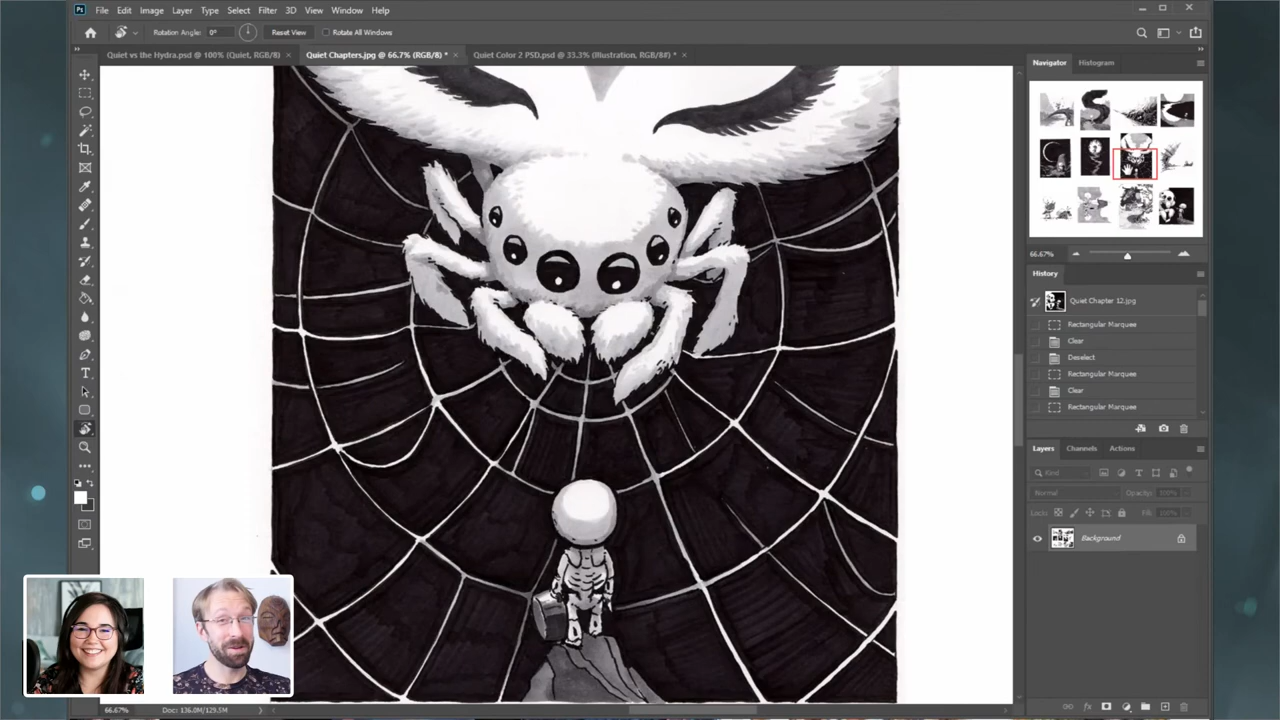 Ps File Edit Image Layer Type Select Filter 3D View Window Help
Rotation Angle: 0° Reset View Rotate All Windows
Quiet vs the Hydra.psd @ 100% (Quiet, RGB/8) × Quiet Chapters.jpg @ 66.7% (RGB/8) * × Quiet Color 2 PSD.psd @ 33.3% (Illustration, RGB/8#) * ×
Navigator Histogram
66.67%
History
Quiet Chapter 12.jpg
Rectangular Marquee
Clear
Deselect
Rectangular Marquee
Clear
Rectangular Marquee
Layers Channels Actions
Kind
Normal Opacity: 100%
Lock: Fill: 100%
Background
66.67% Doc: 136.0M/129.5M